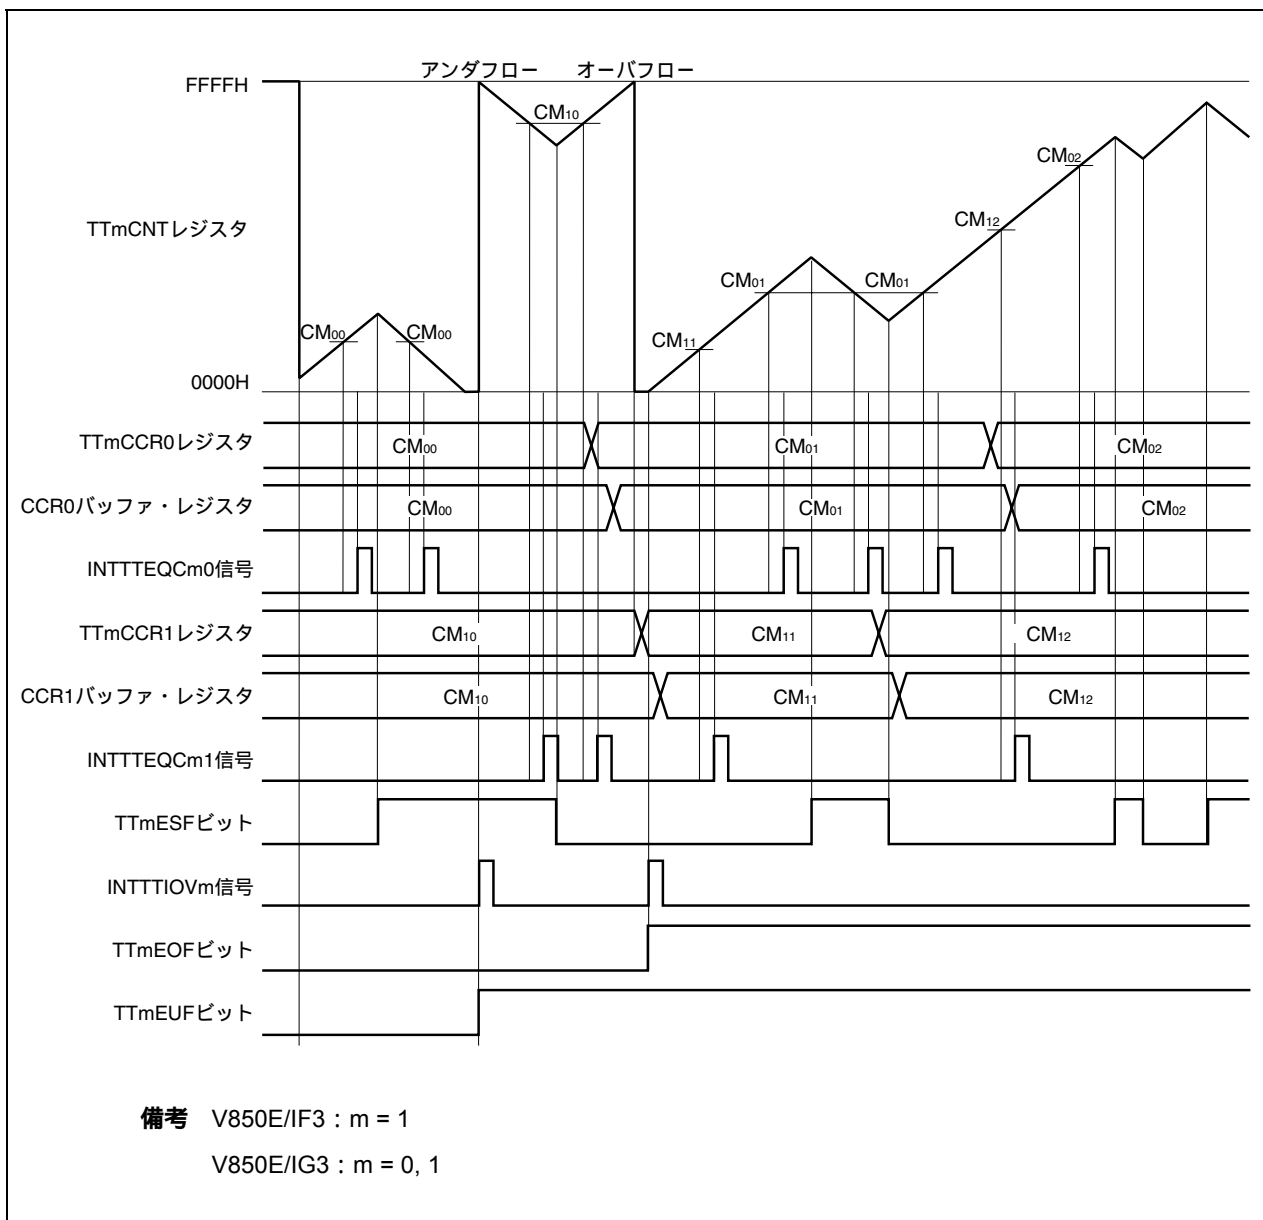 アンダフロー オーバフロー
FFFFH
CM10
CM02
TTmCNTレジスタ
CM12
CM01 CM01
CM00 CM00
CM11
0000H
TTmCCR0レジスタ CM00 CM01 CM02
CCR0バッファ・レジスタ CM00 CM01 CM02
INTTTEQCm0信号
TTmCCR1レジスタ CM10 CM11 CM12
CCR1バッファ・レジスタ CM10 CM11 CM12
INTTTEQCm1信号
TTmESFビット
INTTTIOVm信号
TTmEOFビット
TTmEUFビット
備考 V850E/IF3：m = 1
V850E/IG3：m = 0, 1